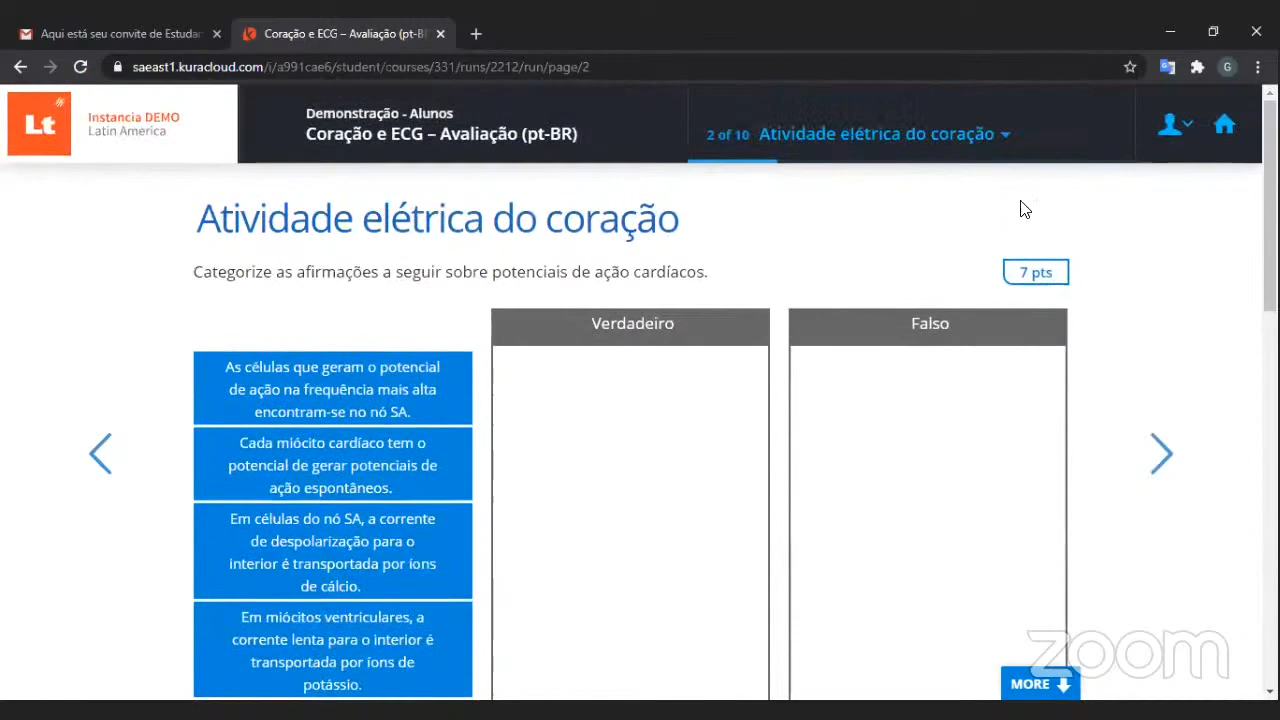 Aqui está seu convite de Estudan
Coração e ECG – Avaliação (pt-BR
saeast1.kuracloud.com/i/a991cae6/student/courses/331/runs/2212/run/page/2
G
Lt
Instancia DEMO
Latin America
Demonstração - Alunos
Coração e ECG – Avaliação (pt-BR)
2 of 10 Atividade elétrica do coração
Atividade elétrica do coração
Categorize as afirmações a seguir sobre potenciais de ação cardíacos.
7 pts
Verdadeiro
Falso
As células que geram o potencial
de ação na frequência mais alta
encontram-se no nó SA.
Cada miócito cardíaco tem o
potencial de gerar potenciais de
ação espontâneos.
Em células do nó SA, a corrente
de despolarização para o
interior é transportada por íons
de cálcio.
Em miócitos ventriculares, a
corrente lenta para o interior é
transportada por íons de
potássio.
zoom
MORE